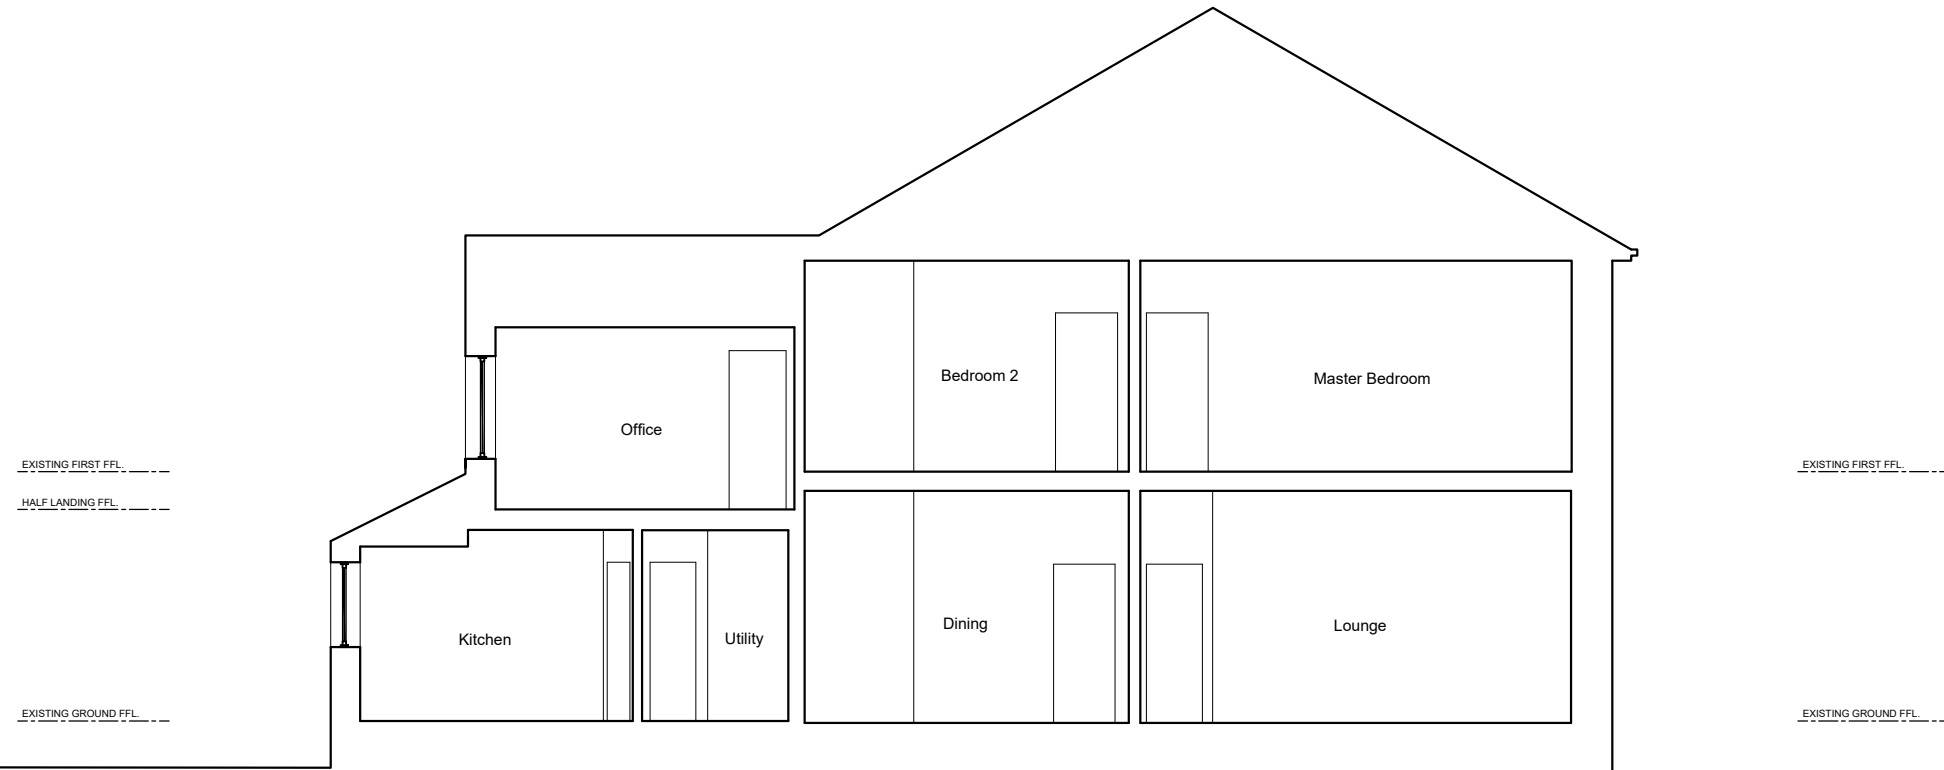 Bedroom 2
Master Bedroom
Office
EXISTING FIRST FFL.
EXISTING FIRST FFL.
HALF LANDING FFL.
Kitchen
Utility
Dining
Lounge
EXISTING GROUND FFL.
EXISTING GROUND FFL.